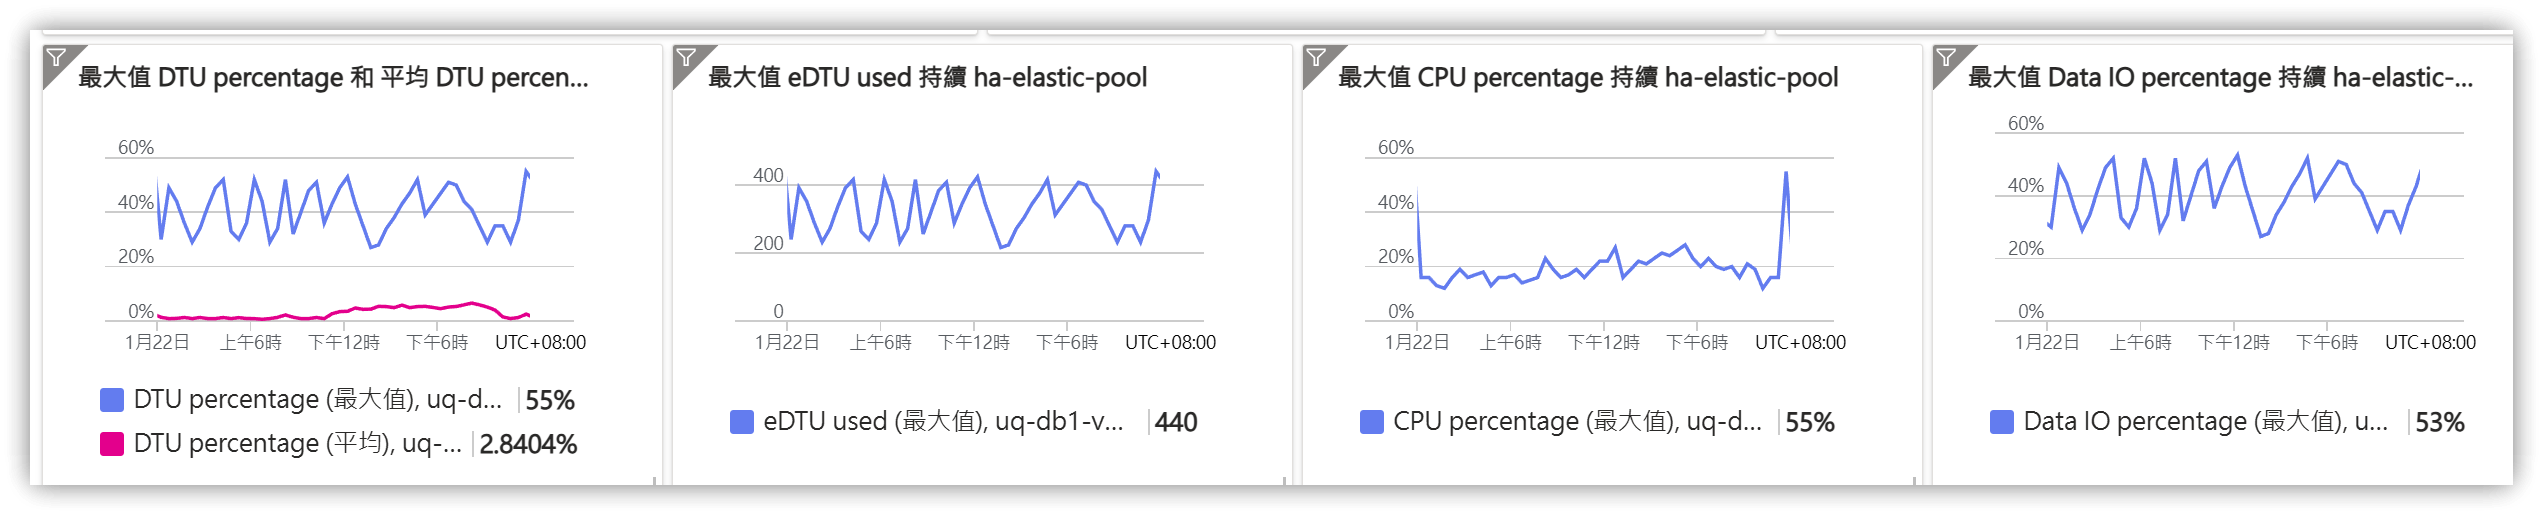 最大值 DTU percentage 和 平均 DTU percen...
60%
40%
20%
0%
1月22日 上午6時 下午12時 下午6時 UTC+08:00
DTU percentage (最大值), uq-d... 55%
DTU percentage (平均), uq-... 2.8404%
最大值 eDTU used 持續 ha-elastic-pool
400
200
0
1月22日 上午6時 下午12時 下午6時 UTC+08:00
eDTU used (最大值), uq-db1-v... 440
最大值 CPU percentage 持續 ha-elastic-pool
60%
40%
20%
0%
1月22日 上午6時 下午12時 下午6時 UTC+08:00
CPU percentage (最大值), uq-d... 55%
最大值 Data IO percentage 持續 ha-elastic-...
60%
40%
20%
0%
1月22日 上午6時 下午12時 下午6時 UTC+08:00
Data IO percentage (最大值), u... 53%